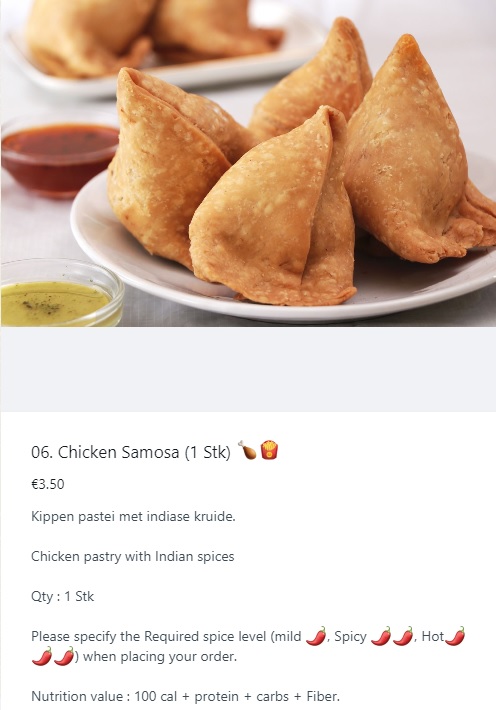 06. Chicken Samosa (1 Stk) 🍗🍟
€3.50
Kippen pastei met indiase kruide.
Chicken pastry with Indian spices
Qty : 1 Stk
Please specify the Required spice level (mild 🌶️, Spicy 🌶️🌶️, Hot🌶️
🌶️🌶️) when placing your order.
Nutrition value : 100 cal + protein + carbs + Fiber.